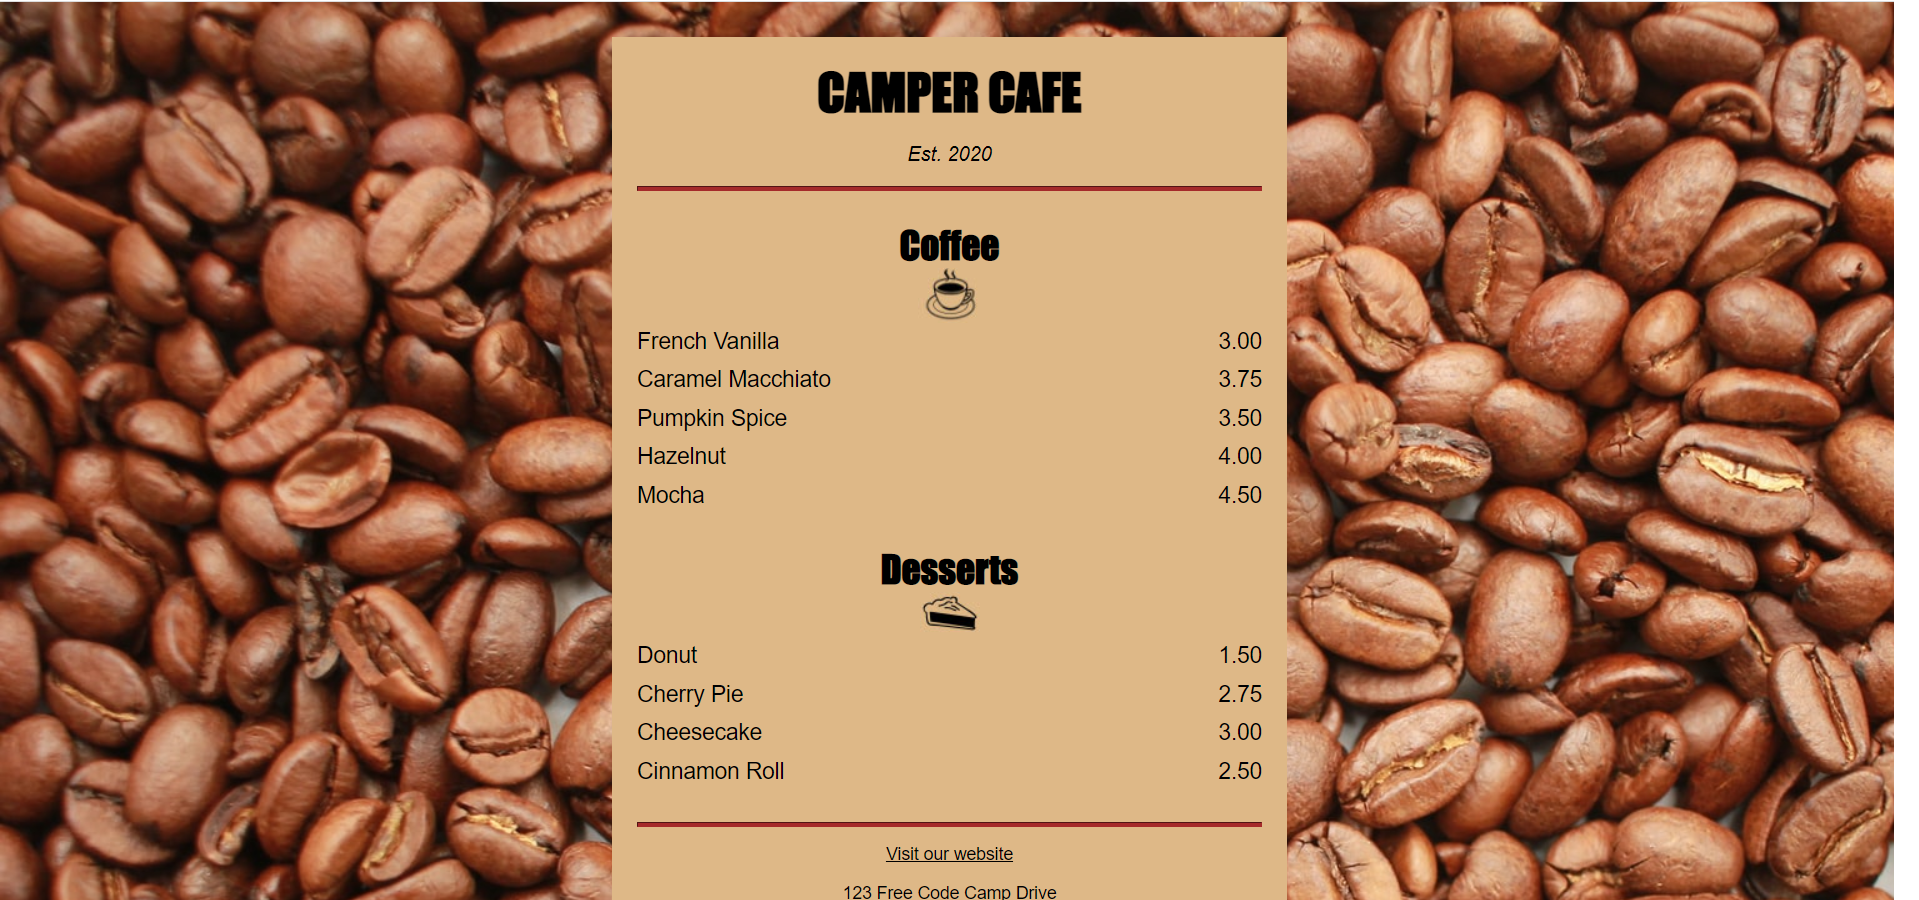 CAMPER CAFE
Est. 2020
Coffee
French Vanilla 3.00
Caramel Macchiato 3.75
Pumpkin Spice 3.50
Hazelnut 4.00
Mocha 4.50
Desserts
Donut 1.50
Cherry Pie 2.75
Cheesecake 3.00
Cinnamon Roll 2.50
Visit our website
123 Free Code Camp Drive